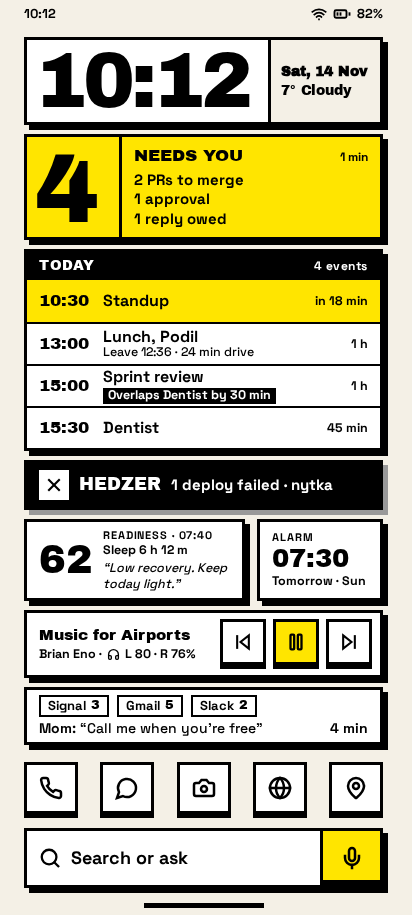 10:12
82%
10:12
Sat, 14 Nov
7° Cloudy
4
NEEDS YOU
1 min
2 PRs to merge
1 approval
1 reply owed
TODAY
4 events
10:30 Standup in 18 min
13:00 Lunch, Podil 1 h
Leave 12:36 · 24 min drive
15:00 Sprint review 1 h
Overlaps Dentist by 30 min
15:30 Dentist 45 min
HEDZER 1 deploy failed · nytka
62
READINESS · 07:40
Sleep 6 h 12 m
“Low recovery. Keep
today light.”
ALARM
07:30
Tomorrow · Sun
Music for Airports
Brian Eno · L 80 · R 76%
Signal 3 Gmail 5 Slack 2
Mom: “Call me when you’re free” 4 min
Search or ask